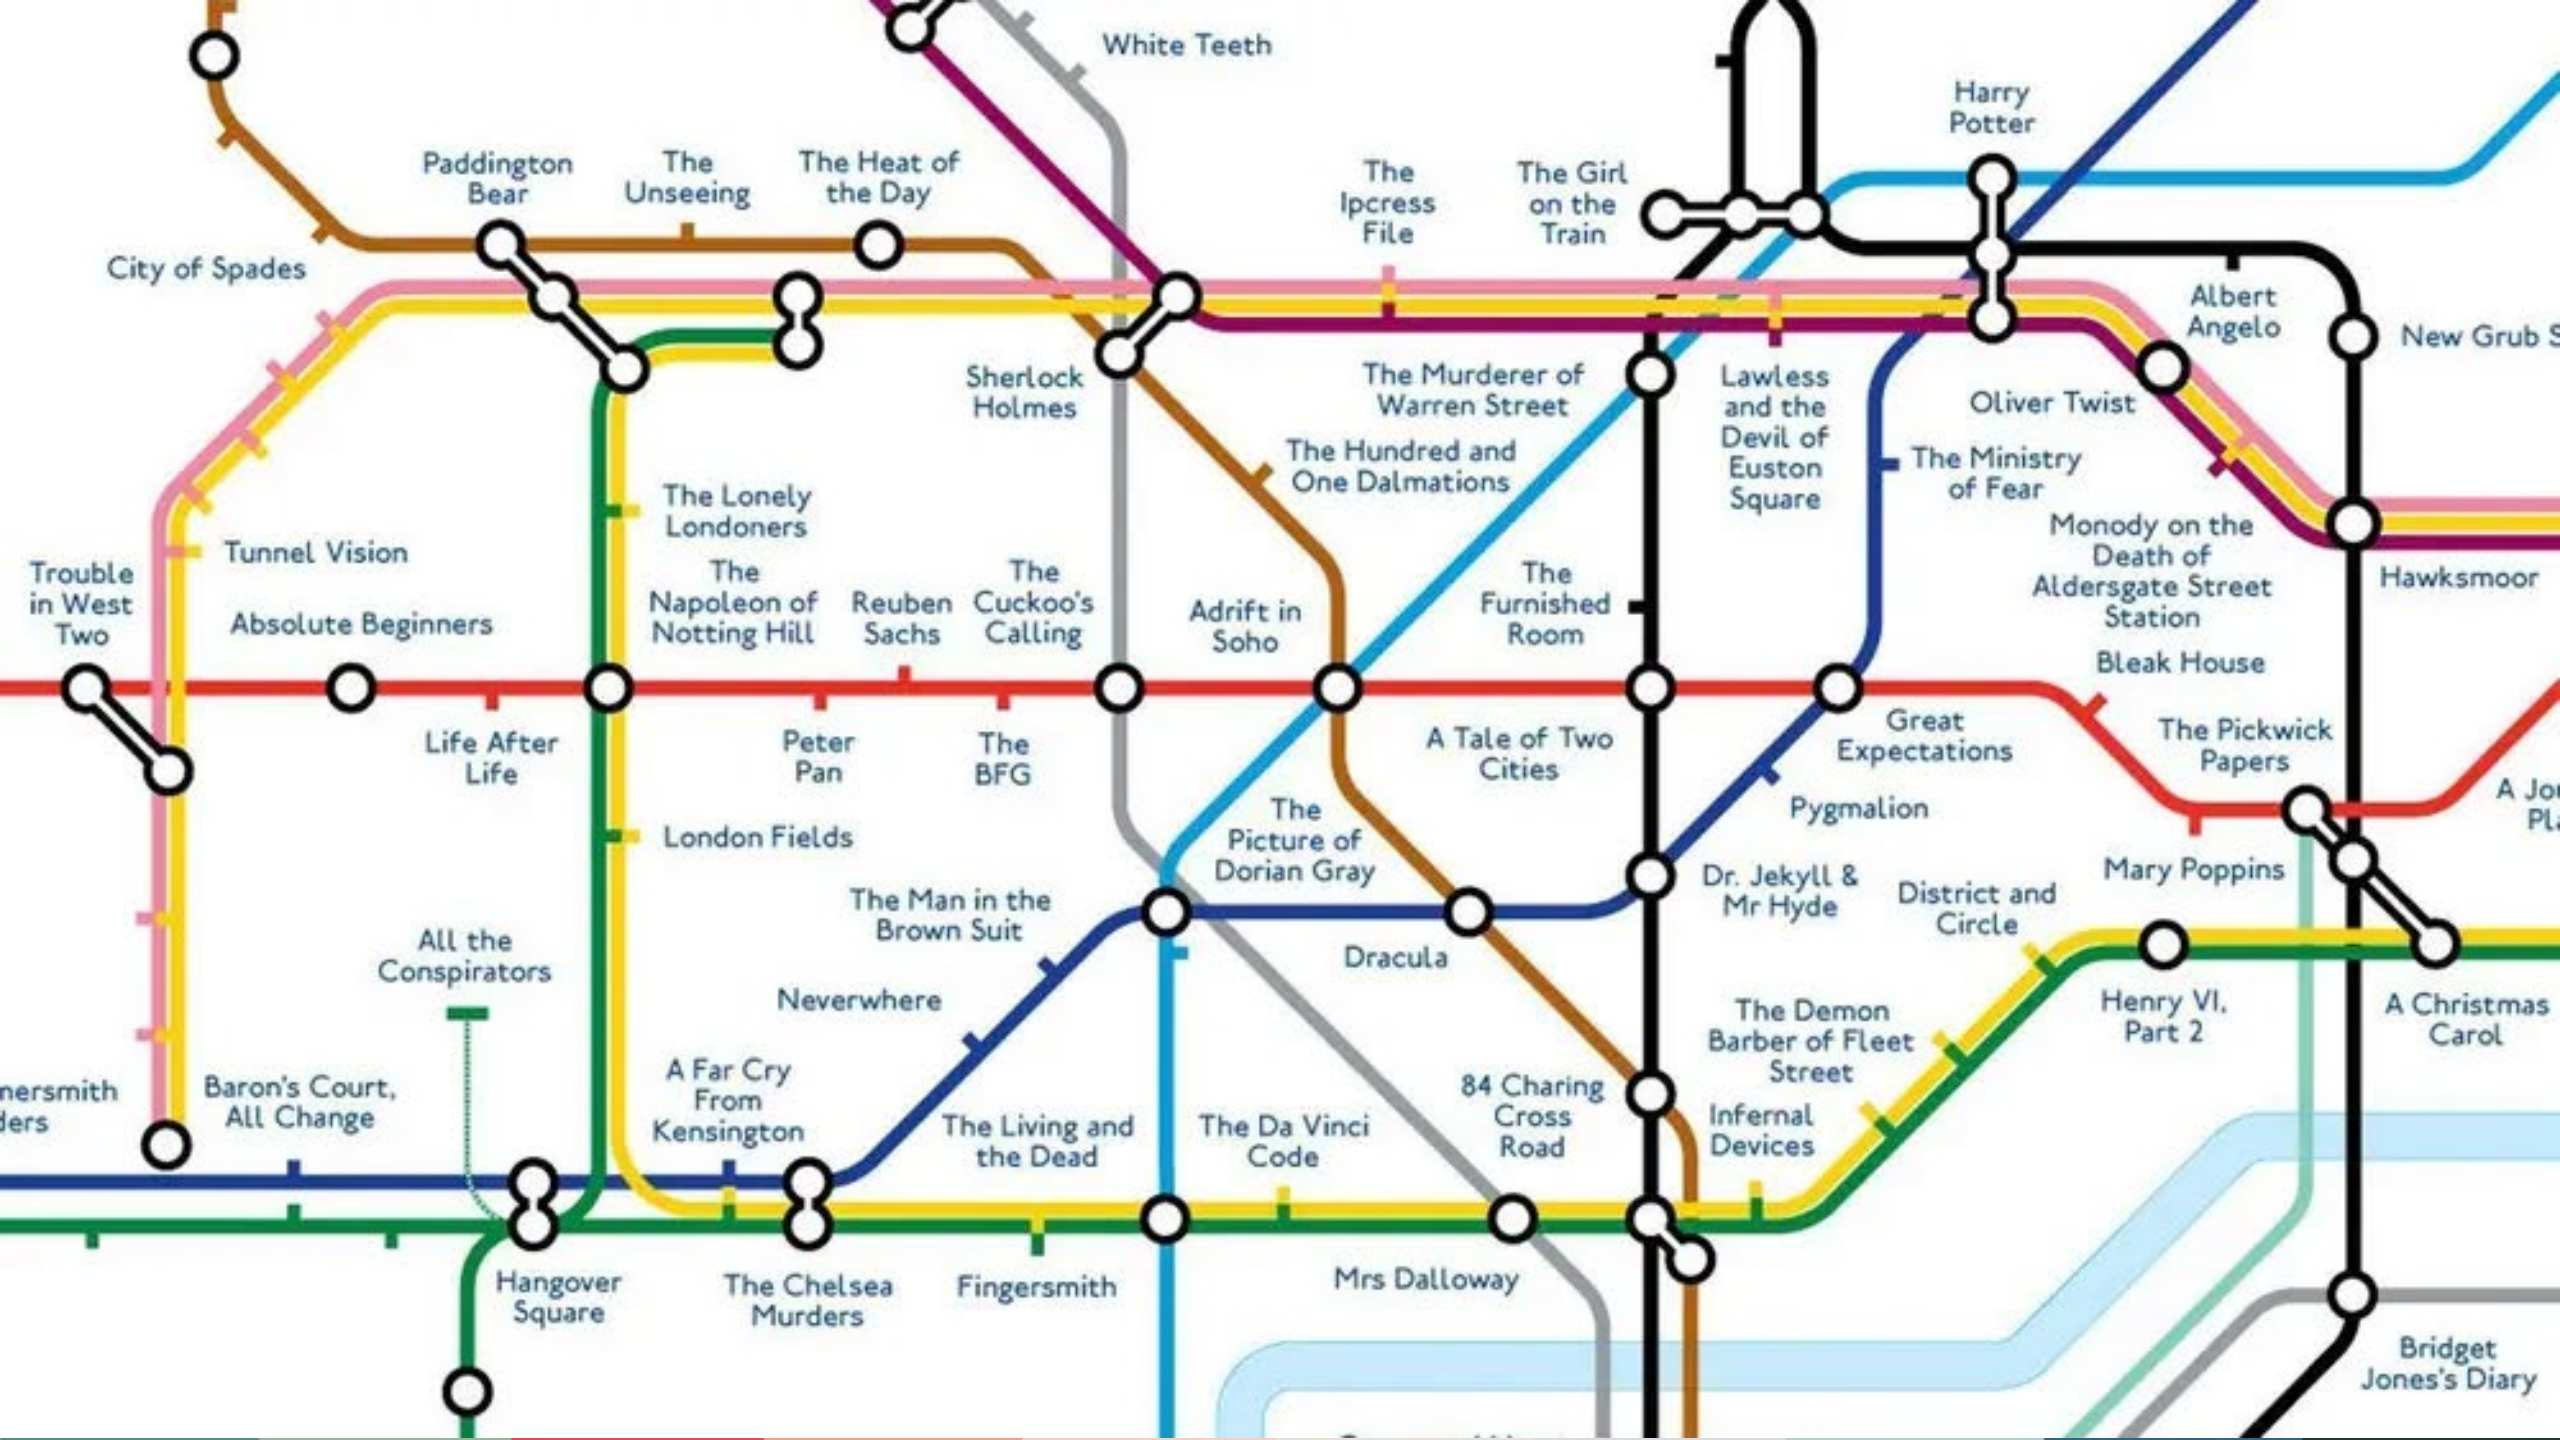 White Teeth
Harry
Potter
Paddington
Bear
The
Unseeing
The Heat of
the Day
The
Ipcress
File
The Girl
on the
Train
City of Spades
Albert
Angelo
New Grub S
Sherlock
Holmes
The Murderer of
Warren Street
Lawless
and the
Devil of
Euston
Square
Oliver Twist
The Hundred and
One Dalmations
The Ministry
of Fear
The Lonely
Londoners
Tunnel Vision
Monody on the
Death of
Aldersgate Street
Station
Hawksmoor
Trouble
in West
Two
Absolute Beginners
The
Napoleon of
Notting Hill
Reuben
Sachs
The
Cuckoo's
Calling
Adrift in
Soho
The
Furnished
Room
Bleak House
Life After
Life
Peter
Pan
The
BFG
A Tale of Two
Cities
Great
Expectations
The Pickwick
Papers
A Jou
Pla
London Fields
The
Picture of
Dorian Gray
Pygmalion
The Man in the
Brown Suit
Dr. Jekyll &
Mr Hyde
Mary Poppins
District and
Circle
All the
Conspirators
Dracula
Neverwhere
The Demon
Barber of Fleet
Street
Henry VI,
Part 2
A Christmas
Carol
mersmith
ders
Baron's Court,
All Change
A Far Cry
From
Kensington
The Living and
the Dead
The Da Vinci
Code
84 Charing
Cross
Road
Infernal
Devices
Hangover
Square
The Chelsea
Murders
Fingersmith
Mrs Dalloway
Bridget
Jones's Diary